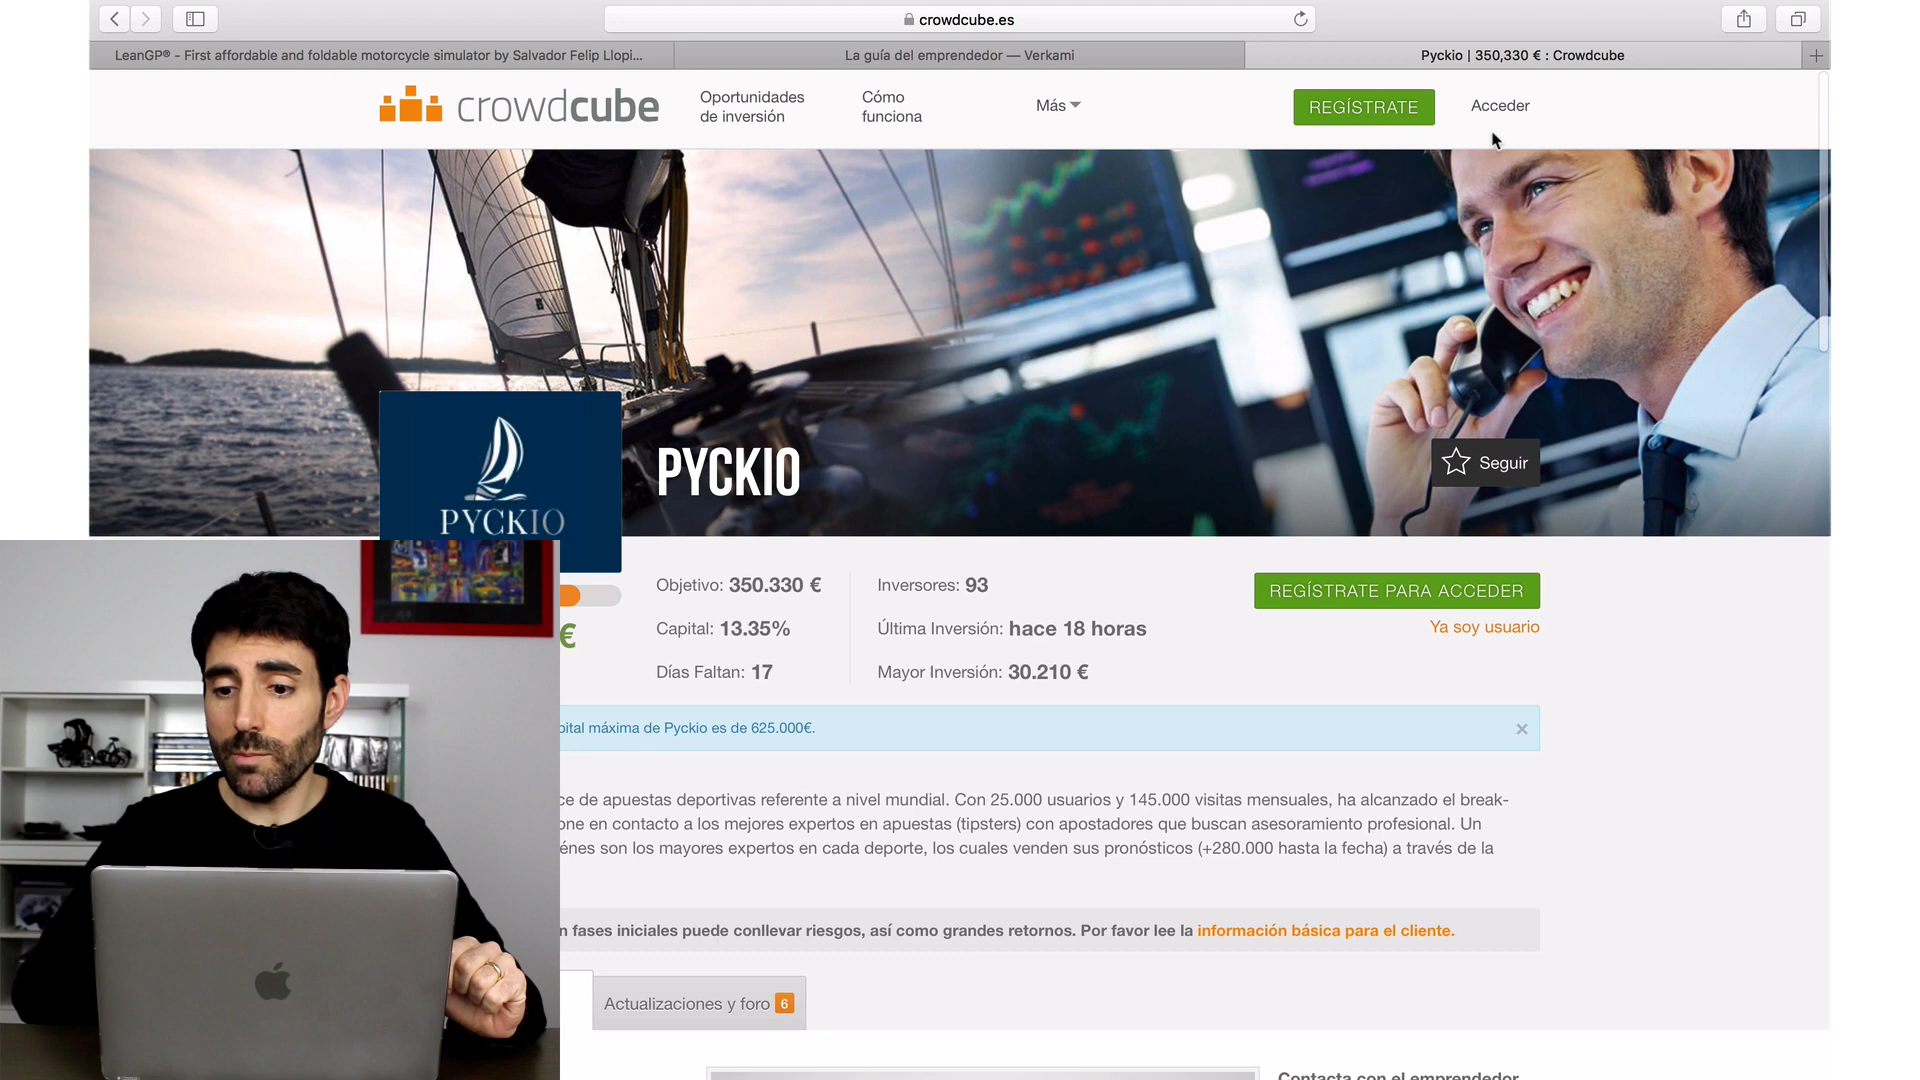 crowdcube.es
LeanGP® - First affordable and foldable motorcycle simulator by Salvador Felip Llopi...
La guía del emprendedor — Verkami
Pyckio | 350,330 € : Crowdcube
crowdcube
Oportunidades
de inversión
Cómo
funciona
Más
REGÍSTRATE
Acceder
PYCKIO
PYCKIO
Seguir
Objetivo: 350.330 €
Inversores: 93
REGÍSTRATE PARA ACCEDER
€
Capital: 13.35%
Última Inversión: hace 18 horas
Ya soy usuario
Días Faltan: 17
Mayor Inversión: 30.210 €
pital máxima de Pyckio es de 625.000€.
ce de apuestas deportivas referente a nivel mundial. Con 25.000 usuarios y 145.000 visitas mensuales, ha alcanzado el break-
one en contacto a los mejores expertos en apuestas (tipsters) con apostadores que buscan asesoramiento profesional. Un
énes son los mayores expertos en cada deporte, los cuales venden sus pronósticos (+280.000 hasta la fecha) a través de la
n fases iniciales puede conllevar riesgos, así como grandes retornos. Por favor lee la información básica para el cliente.
Actualizaciones y foro 6
Contacta con el emprendedor